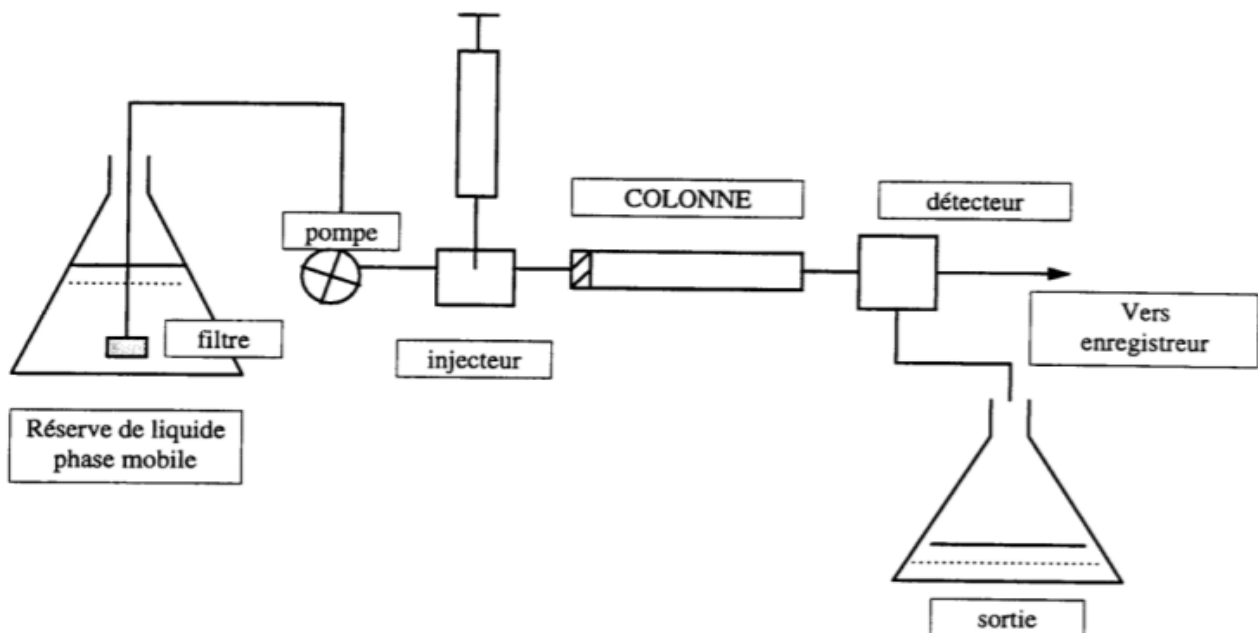 COLONNE
détecteur
pompe
filtre
injecteur
Vers
enregistreur
Réserve de liquide
phase mobile
sortie